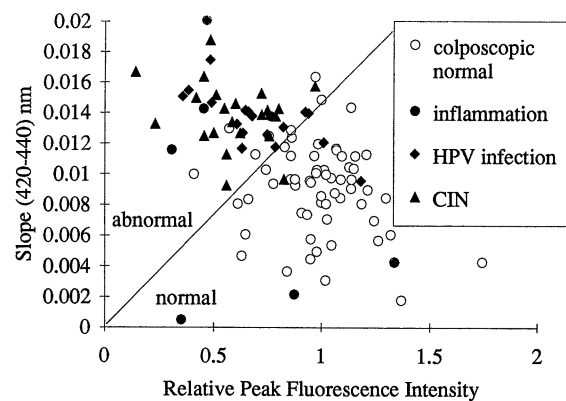 0.02
0.018
0.016
0.014
0.012
0.01
0.008
0.006
0.004
0.002
0
Slope (420-440) nm
abnormal
normal
0
0.5
1
1.5
2
Relative Peak Fluorescence Intensity
colposcopic
normal
inflammation
HPV infection
CIN